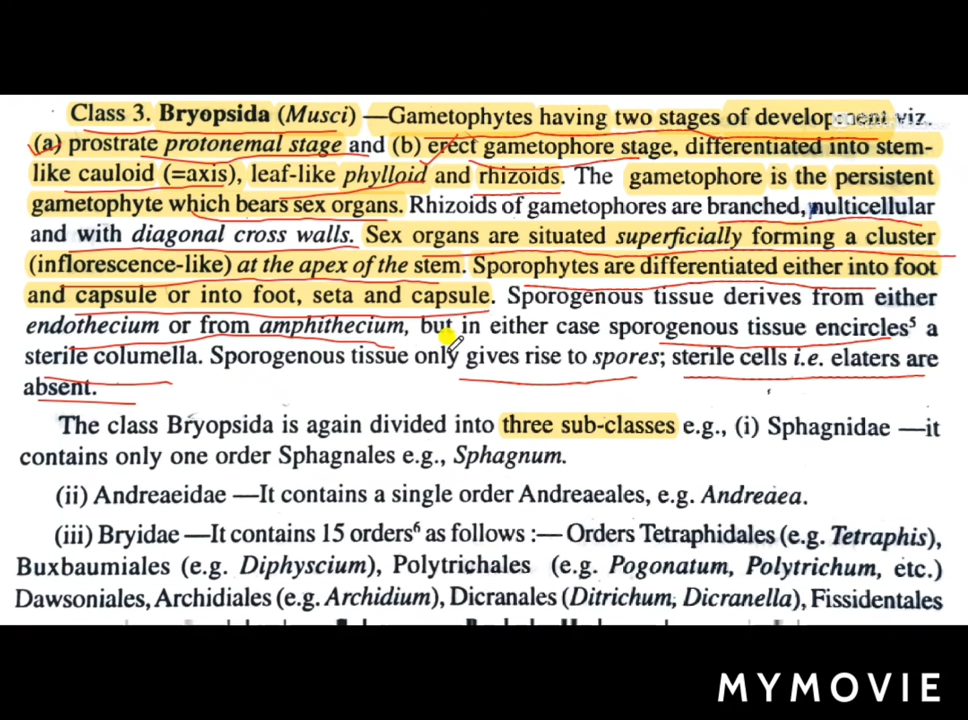 Class 3. Bryopsida (Musci) —Gametophytes having two stages of development viz.
(a) prostrate protonemal stage and (b) erect gametophore stage, differentiated into stem-
like cauloid (=axis), leaf-like phylloid and rhizoids. The gametophore is the persistent
gametophyte which bears sex organs. Rhizoids of gametophores are branched, multicellular
and with diagonal cross walls. Sex organs are situated superficially forming a cluster
(inflorescence-like) at the apex of the stem. Sporophytes are differentiated either into foot
and capsule or into foot, seta and capsule. Sporogenous tissue derives from either
endothecium or from amphithecium, but in either case sporogenous tissue encircles⁵ a
sterile columella. Sporogenous tissue only gives rise to spores; sterile cells i.e. elaters are
absent.
The class Bryopsida is again divided into three sub-classes e.g., (i) Sphagnidae —it
contains only one order Sphagnales e.g., Sphagnum.
(ii) Andreaeidae —It contains a single order Andreaeales, e.g. Andreaea.
(iii) Bryidae —It contains 15 orders⁶ as follows :— Orders Tetraphidales (e.g. Tetraphis),
Buxbaumiales (e.g. Diphyscium), Polytrichales (e.g. Pogonatum, Polytrichum, etc.)
Dawsoniales, Archidiales (e.g. Archidium), Dicranales (Ditrichum, Dicranella), Fissidentales
MYMOVIE